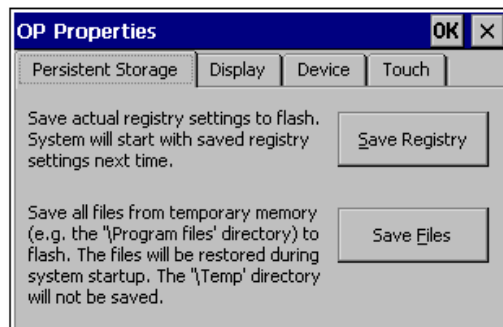 OP Properties OK ×
Persistent Storage Display Device Touch
Save actual registry settings to flash.
System will start with saved registry
settings next time.
Save Registry
Save all files from temporary memory
(e.g. the "\Program files' directory) to
flash. The files will be restored during
system startup. The "\Temp' directory
will not be saved.
Save Files